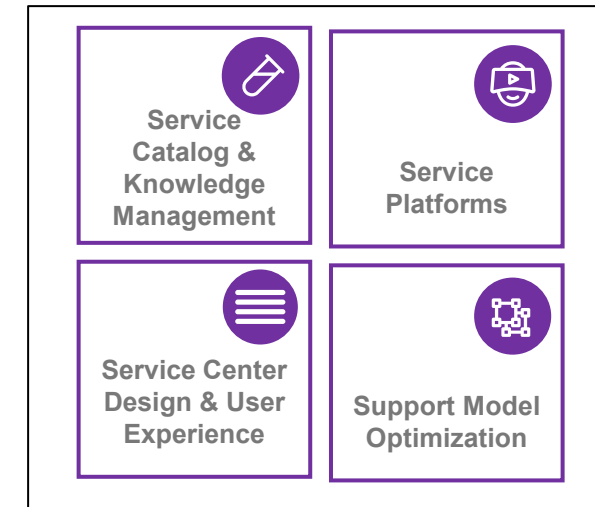 Service
Catalog &
Knowledge
Management
Service
Platforms
Service Center
Design & User
Experience
Support Model
Optimization